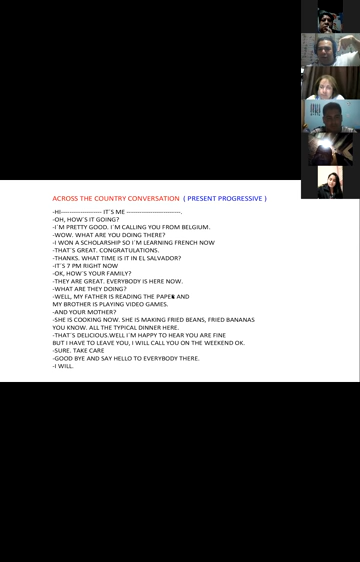 ACROSS THE COUNTRY CONVERSATION ( PRESENT PROGRESSIVE )
-HI------------------- IT´S ME -------------------------.
-OH, HOW´S IT GOING?
-I´M PRETTY GOOD. I´M CALLING YOU FROM BELGIUM.
-WOW. WHAT ARE YOU DOING THERE?
-I WON A SCHOLARSHIP SO I´M LEARNING FRENCH NOW
-THAT´S GREAT. CONGRATULATIONS.
-THANKS. WHAT TIME IS IT IN EL SALVADOR?
-IT´S 7 PM RIGHT NOW
-OK, HOW´S YOUR FAMILY?
-THEY ARE GREAT. EVERYBODY IS HERE NOW.
-WHAT ARE THEY DOING?
-WELL, MY FATHER IS READING THE PAPER AND
MY BROTHER IS PLAYING VIDEO GAMES.
-AND YOUR MOTHER?
-SHE IS COOKING NOW. SHE IS MAKING FRIED BEANS, FRIED BANANAS
YOU KNOW. ALL THE TYPICAL DINNER HERE.
-THAT´S DELICIOUS.WELL I´M HAPPY TO HEAR YOU ARE FINE
BUT I HAVE TO LEAVE YOU, I WILL CALL YOU ON THE WEEKEND OK.
-SURE. TAKE CARE
-GOOD BYE AND SAY HELLO TO EVERYBODY THERE.
-I WILL.